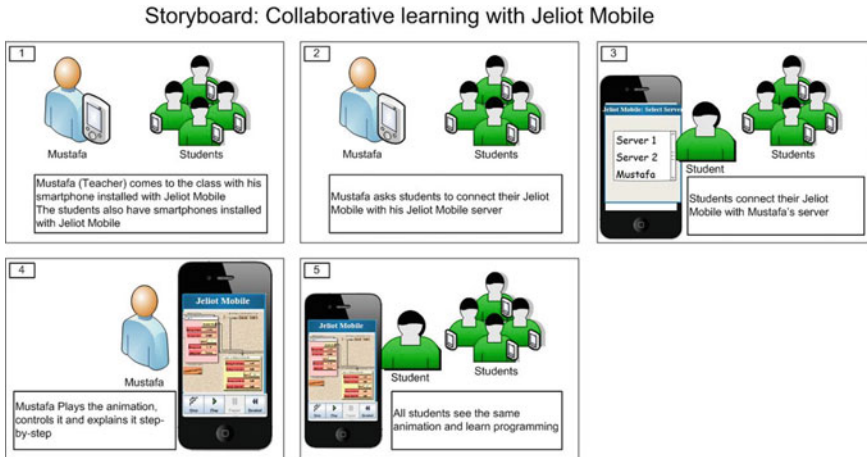 Storyboard: Collaborative learning with Jeliot Mobile
1
Mustafa
Students
Mustafa (Teacher) comes to the class with his
smartphone installed with Jeliot Mobile
The students also have smartphones installed
with Jeliot Mobile
2
Mustafa
Students
Mustafa asks students to connect their Jeliot
Mobile with his Jeliot Mobile server
3
Jeliot Mobile: Select Server
Server 1
Server 2
Mustafa
Student
Students
Students connect their Jeliot
Mobile with Mustafa's server
4
Mustafa
Jeliot Mobile
Play
Mustafa Plays the animation,
controls it and explains it step-
by-step
5
Jeliot Mobile
Play
Student
Students
All students see the same
animation and learn programming